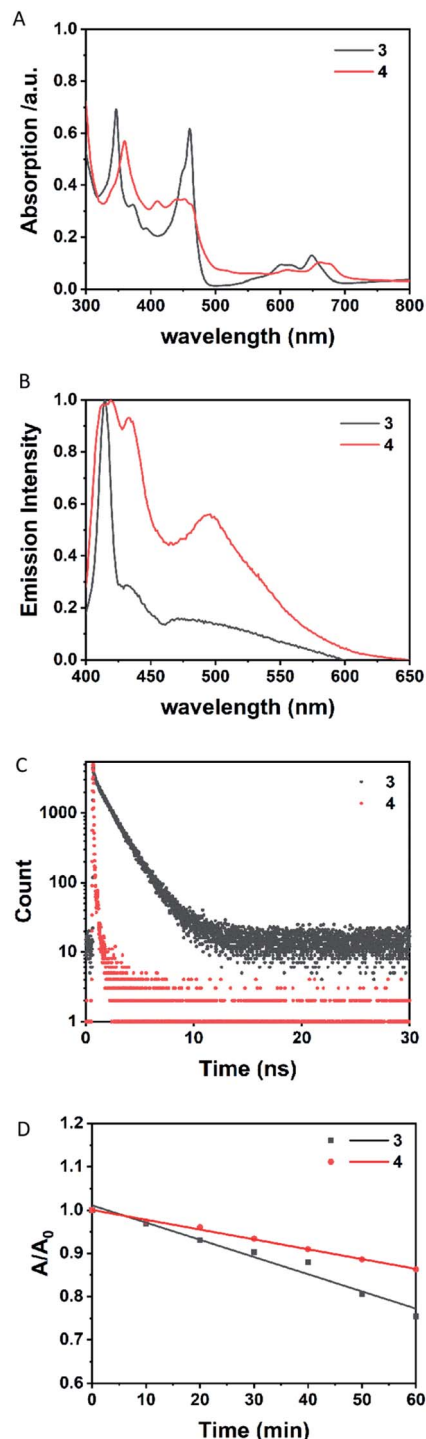 A
3
4
Absorption /a.u.
1.0
0.8
0.6
0.4
0.2
0.0
300 400 500 600 700 800
wavelength (nm)
B
3
4
Emission Intensity
1.0
0.8
0.6
0.4
0.2
0.0
400 450 500 550 600 650
wavelength (nm)
C
3
4
Count
1000
100
10
1
0 10 20 30
Time (ns)
D
3
4
A/A₀
1.2
1.1
1.0
0.9
0.8
0.7
0.6
0 10 20 30 40 50 60
Time (min)